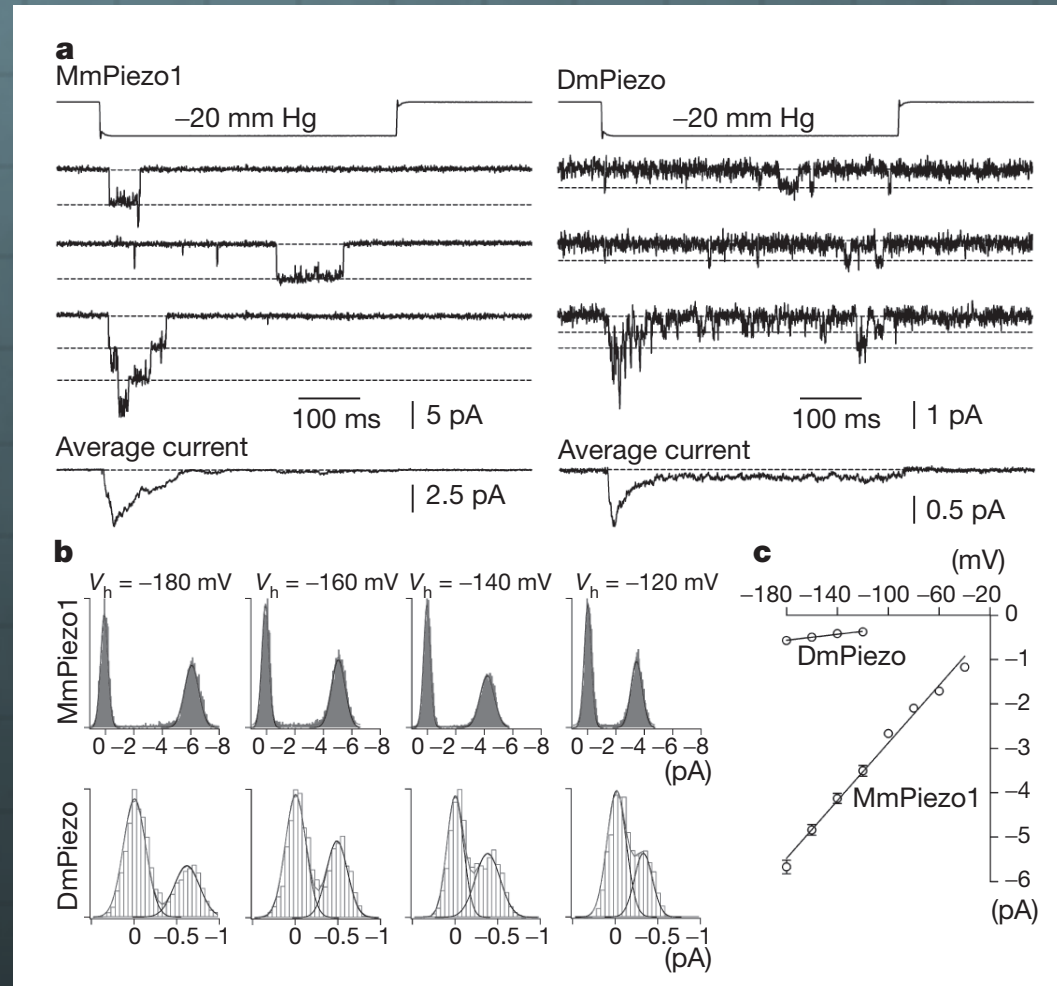 a
MmPiezo1
−20 mm Hg
100 ms
5 pA
Average current
2.5 pA
DmPiezo
−20 mm Hg
100 ms
1 pA
Average current
0.5 pA
b
Vh = −180 mV
Vh = −160 mV
Vh = −140 mV
Vh = −120 mV
MmPiezo1
0 −2 −4 −6 −8
0 −2 −4 −6 −8
0 −2 −4 −6 −8
0 −2 −4 −6 −8
(pA)
DmPiezo
0 −0.5 −1
0 −0.5 −1
0 −0.5 −1
0 −0.5 −1
(pA)
c
(mV)
−180 −140 −100 −60 −20
0
−1
−2
−3
−4
−5
−6
(pA)
DmPiezo
MmPiezo1